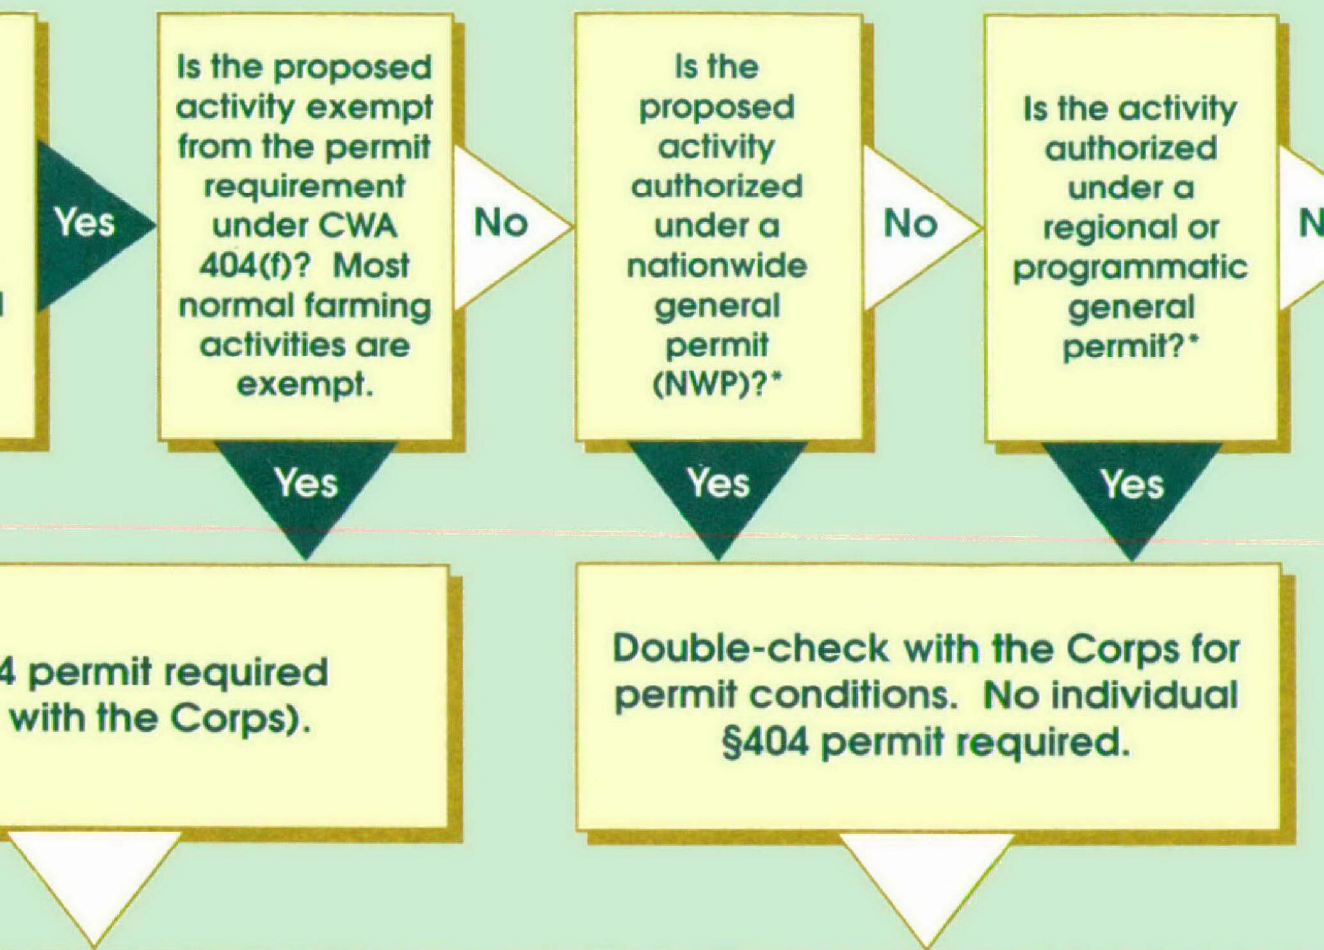 Yes
Is the proposed
activity exempt
from the permit
requirement
under CWA
404(f)? Most
normal farming
activities are
exempt.
No
Is the
proposed
activity
authorized
under a
nationwide
general
permit
(NWP)?*
No
Is the activity
authorized
under a
regional or
programmatic
general
permit?*
Yes
Yes
Yes
4 permit required
with the Corps).
Double-check with the Corps for
permit conditions. No individual
§404 permit required.